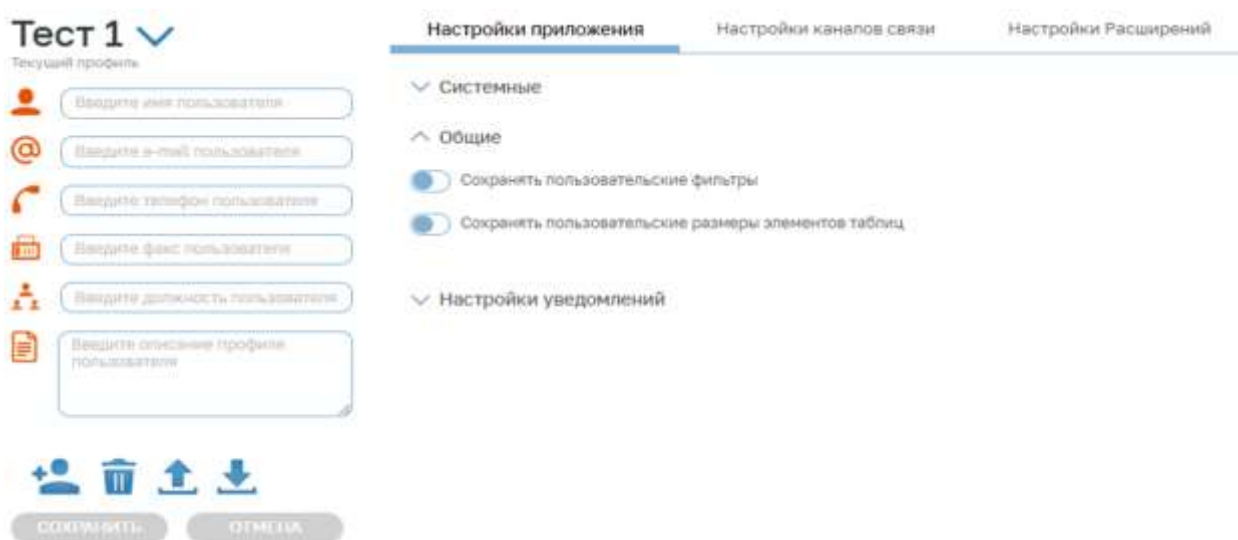 Тест 1
Текущий профиль
Введите имя пользователя
Введите e-mail пользователя
Введите телефон пользователя
Введите факс пользователя
Введите должность пользователя
Введите описание профиля
пользователя
СОХРАНИТЬ
ОТМЕНА
Настройки приложения
Настройки каналов связи
Настройки Расширений
Системные
Общие
Сохранять пользовательские фильтры
Сохранять пользовательские размеры элементов таблиц
Настройки уведомлений